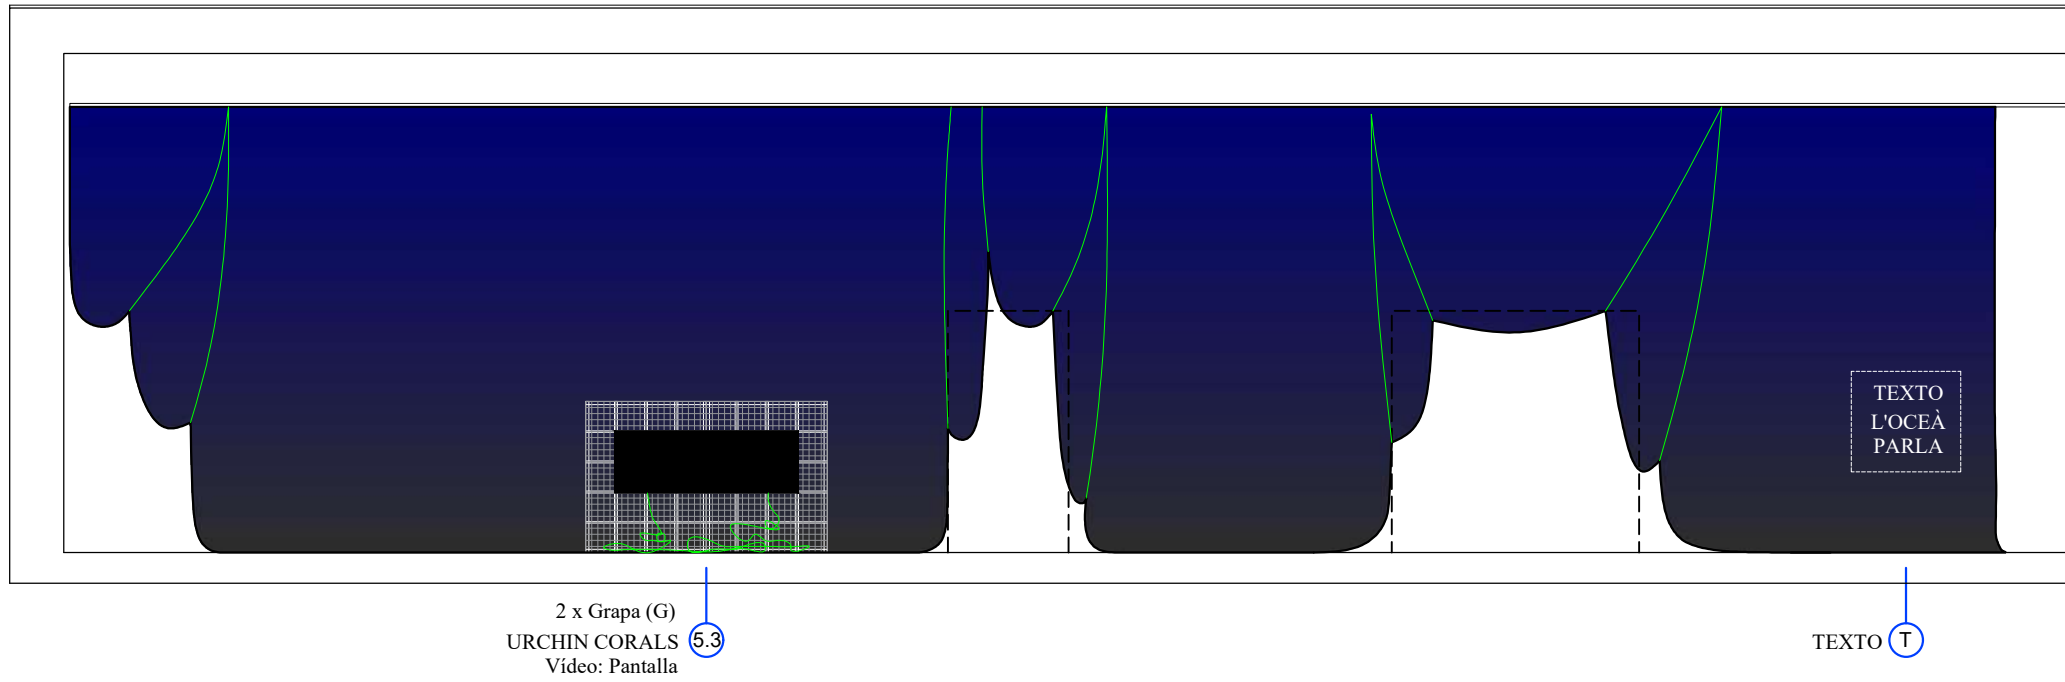 TEXTO
L'OCEÀ
PARLA
2 x Grapa (G)
URCHIN CORALS 5.3
Vídeo: Pantalla
TEXTO T